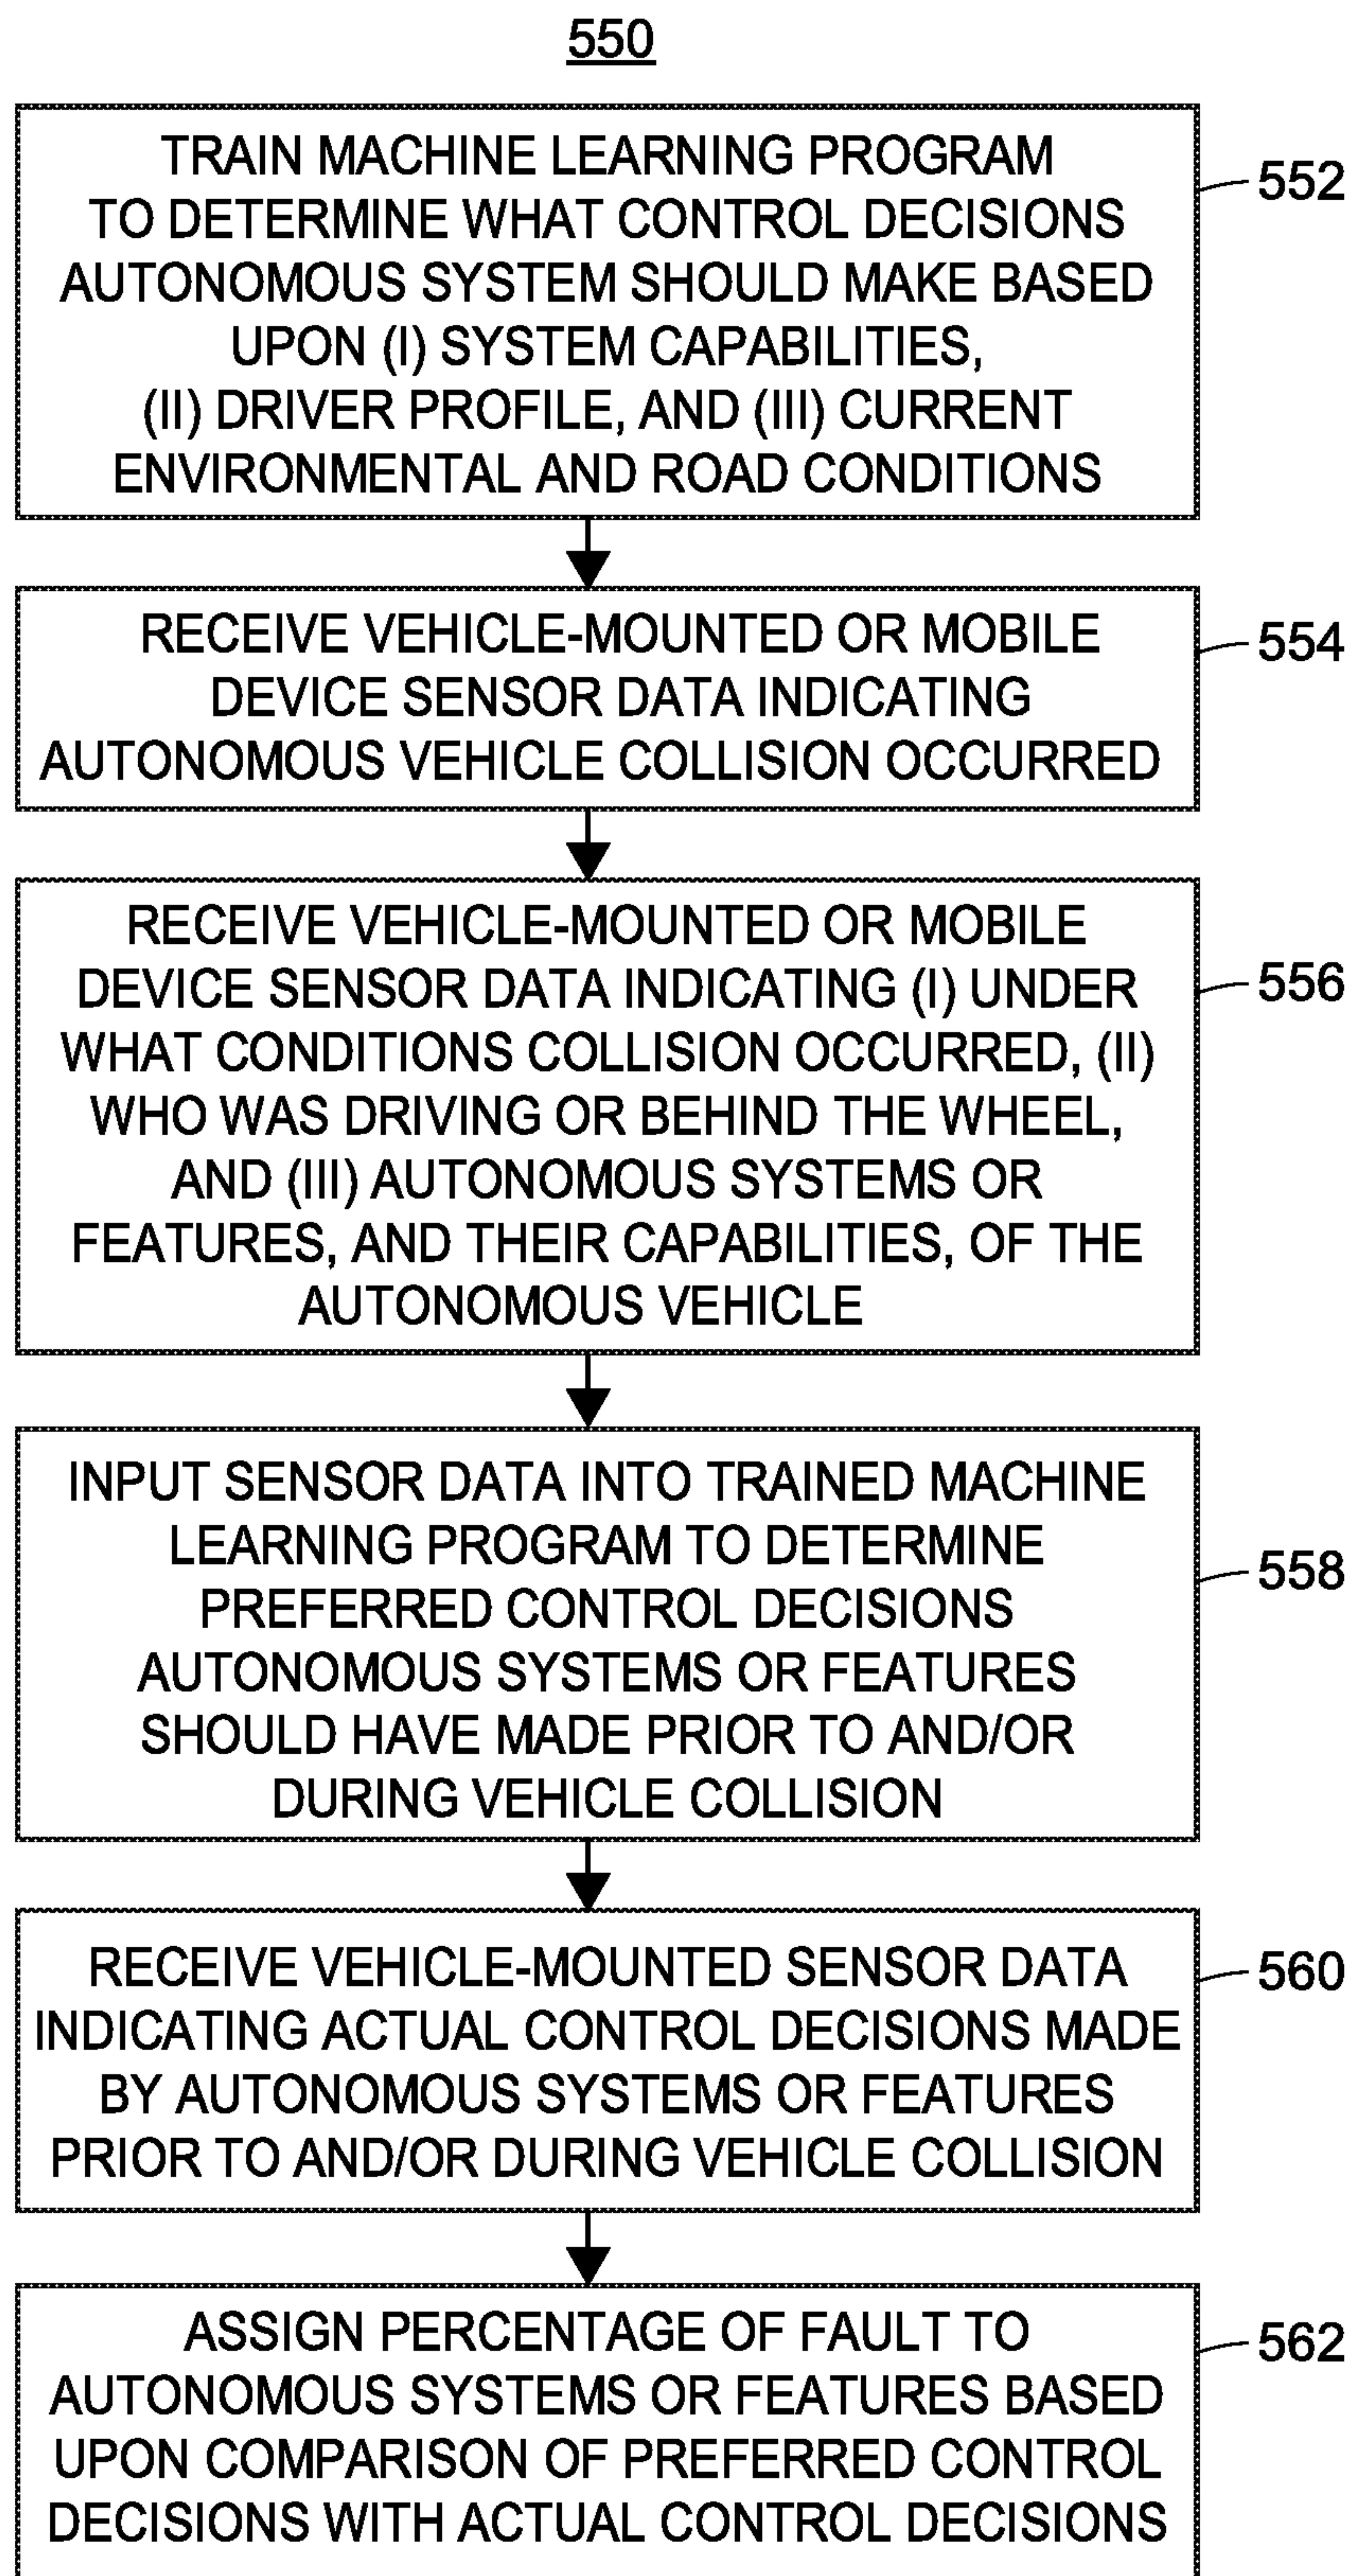 550
TRAIN MACHINE LEARNING PROGRAM
TO DETERMINE WHAT CONTROL DECISIONS
AUTONOMOUS SYSTEM SHOULD MAKE BASED
UPON (I) SYSTEM CAPABILITIES,
(II) DRIVER PROFILE, AND (III) CURRENT
ENVIRONMENTAL AND ROAD CONDITIONS
552
RECEIVE VEHICLE-MOUNTED OR MOBILE
DEVICE SENSOR DATA INDICATING
AUTONOMOUS VEHICLE COLLISION OCCURRED
554
RECEIVE VEHICLE-MOUNTED OR MOBILE
DEVICE SENSOR DATA INDICATING (I) UNDER
WHAT CONDITIONS COLLISION OCCURRED, (II)
WHO WAS DRIVING OR BEHIND THE WHEEL,
AND (III) AUTONOMOUS SYSTEMS OR
FEATURES, AND THEIR CAPABILITIES, OF THE
AUTONOMOUS VEHICLE
556
INPUT SENSOR DATA INTO TRAINED MACHINE
LEARNING PROGRAM TO DETERMINE
PREFERRED CONTROL DECISIONS
AUTONOMOUS SYSTEMS OR FEATURES
SHOULD HAVE MADE PRIOR TO AND/OR
DURING VEHICLE COLLISION
558
RECEIVE VEHICLE-MOUNTED SENSOR DATA
INDICATING ACTUAL CONTROL DECISIONS MADE
BY AUTONOMOUS SYSTEMS OR FEATURES
PRIOR TO AND/OR DURING VEHICLE COLLISION
560
ASSIGN PERCENTAGE OF FAULT TO
AUTONOMOUS SYSTEMS OR FEATURES BASED
UPON COMPARISON OF PREFERRED CONTROL
DECISIONS WITH ACTUAL CONTROL DECISIONS
562